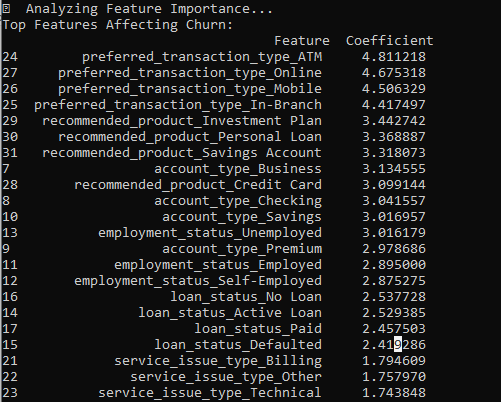 Analyzing Feature Importance...
Top Features Affecting Churn:
Feature Coefficient
24 preferred_transaction_type_ATM 4.811218
27 preferred_transaction_type_Online 4.675318
26 preferred_transaction_type_Mobile 4.506329
25 preferred_transaction_type_In-Branch 4.417497
29 recommended_product_Investment Plan 3.442742
30 recommended_product_Personal Loan 3.368887
31 recommended_product_Savings Account 3.318073
7 account_type_Business 3.134555
28 recommended_product_Credit Card 3.099144
8 account_type_Checking 3.041557
10 account_type_Savings 3.016957
13 employment_status_Unemployed 3.016179
9 account_type_Premium 2.978686
11 employment_status_Employed 2.895000
12 employment_status_Self-Employed 2.875275
16 loan_status_No Loan 2.537728
14 loan_status_Active Loan 2.529385
17 loan_status_Paid 2.457503
15 loan_status_Defaulted 2.419286
21 service_issue_type_Billing 1.794609
22 service_issue_type_Other 1.757970
23 service_issue_type_Technical 1.743848